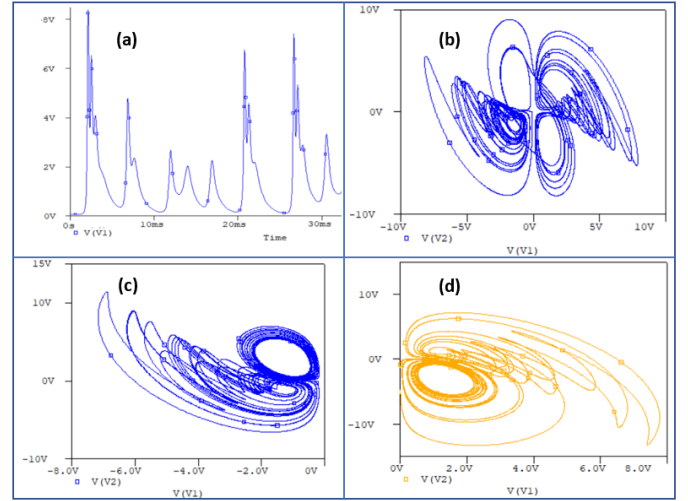 (a)
8V
6V
4V
2V
0V
0s 10ms 20ms 30ms
V(V1)
Time
(b)
10V
0V
-10V
-10V -5V 0V 5V 10V
V(V2)
V(V1)
(c)
15V
10V
0V
-10V
-8.0V -6.0V -4.0V -2.0V 0V
V(V2)
V(V1)
(d)
10V
0V
-10V
0V 2.0V 4.0V 6.0V 8.0V
V(V2)
V(V1)